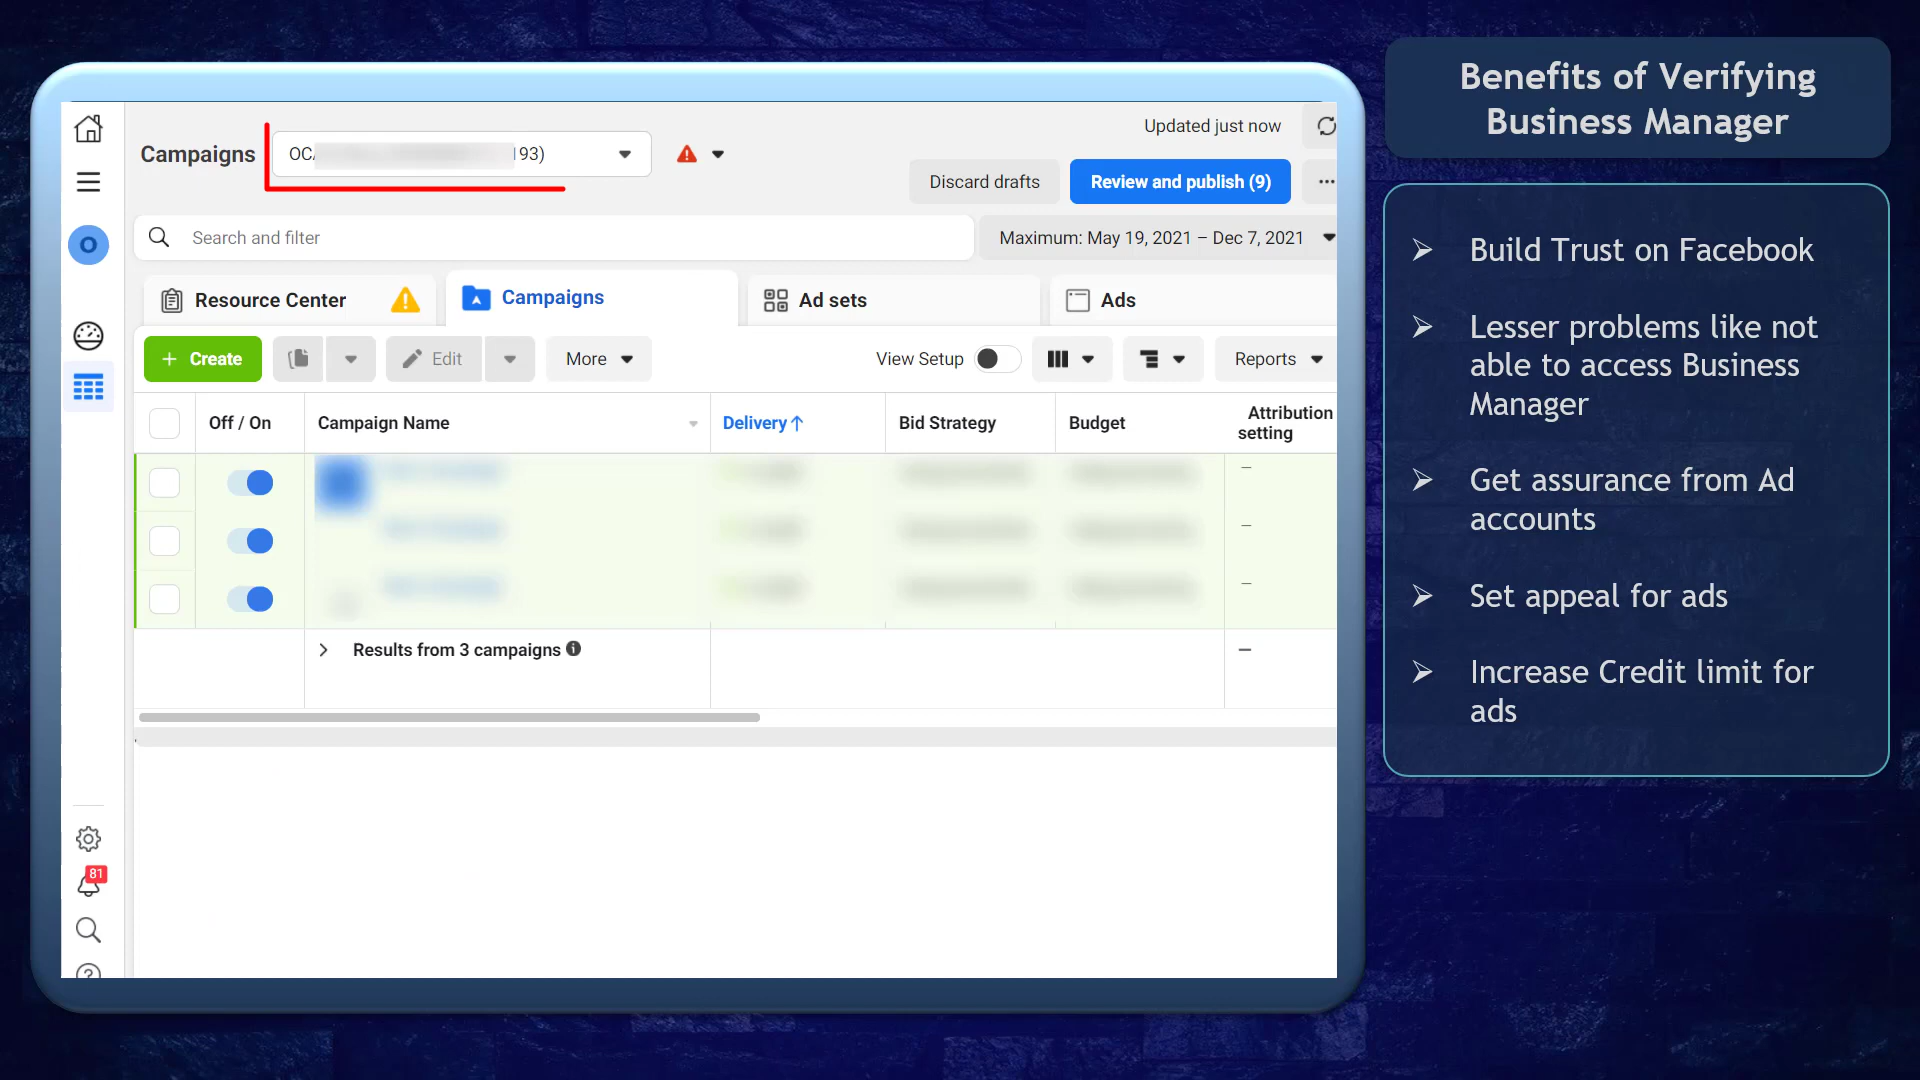 Benefits of Verifying
Business Manager
Updated just now
Campaigns
193)
Discard drafts
Review and publish (9)
Search and filter
Maximum: May 19, 2021 – Dec 7, 2021
Resource Center
Campaigns
Ad sets
Ads
+ Create
Edit
More
View Setup
Reports
Off / On
Campaign Name
Delivery↑
Bid Strategy
Budget
Attribution
setting
—
—
—
Results from 3 campaigns
—
O
81
➢ Build Trust on Facebook
➢ Lesser problems like not
able to access Business
Manager
➢ Get assurance from Ad
accounts
➢ Set appeal for ads
➢ Increase Credit limit for
ads